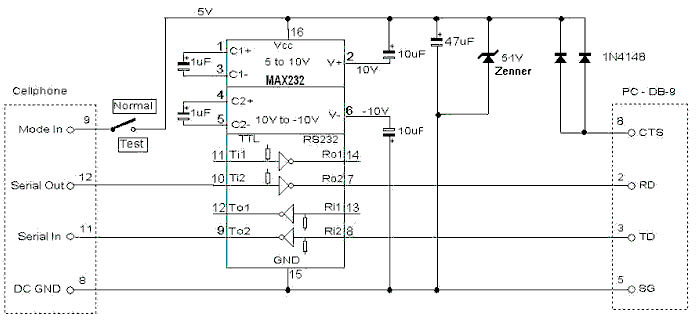 5V
16
1
C1+
Vcc
1uF
5 to 10V
V+
2
10uF
47uF
5·1V
Zenner
1N4148
3
C1-
MAX232
10V
Cellphone
PC - DB-9
4
C2+
9
Normal
1uF
5
C2-
10V to -10V
V-
6
-10V
10uF
8
Mode In
Test
CTS
TTL
RS232
11
Ti1
Ro1
14
12
10
Ti2
Ro2
7
2
Serial Out
RD
12
To1
Ri1
13
11
9
To2
Ri2
8
3
Serial In
TD
GND
8
15
5
DC GND
SG